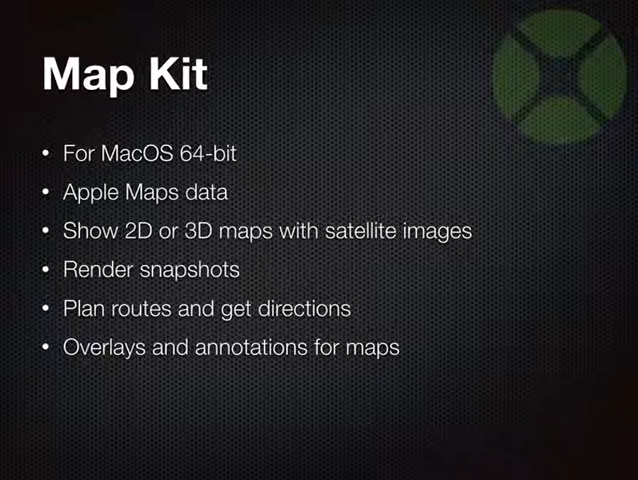 Map Kit
• For MacOS 64-bit
• Apple Maps data
• Show 2D or 3D maps with satellite images
• Render snapshots
• Plan routes and get directions
• Overlays and annotations for maps